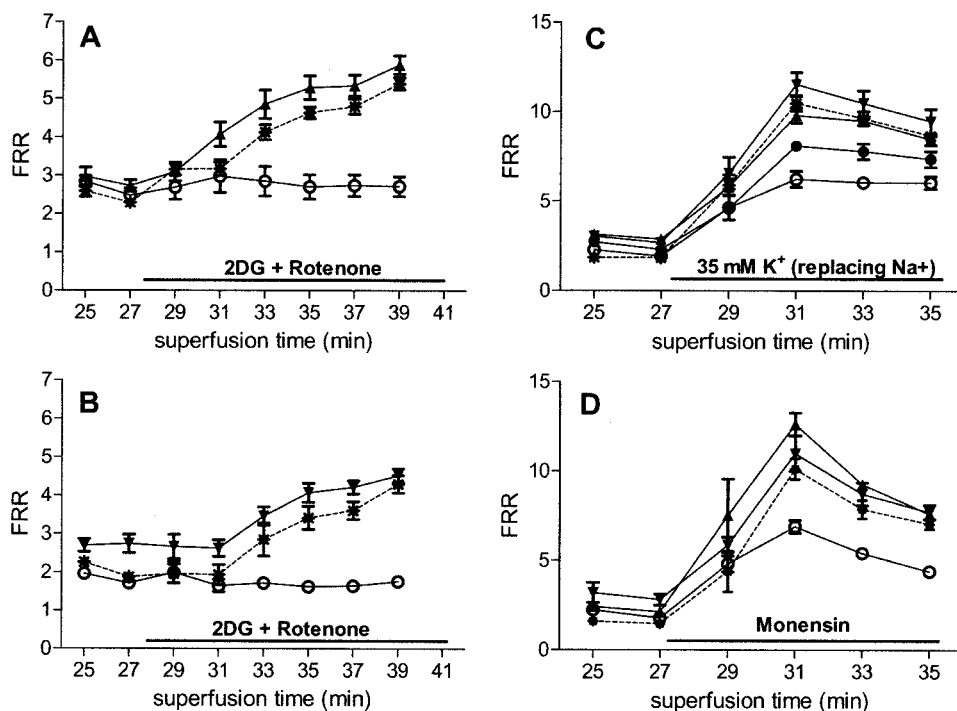 A
7
6
5
4
3
2
1
0
FRR
2DG + Rotenone
25 27 29 31 33 35 37 39 41
superfusion time (min)
C
15
10
5
0
FRR
35 mM K⁺ (replacing Na+)
25 27 29 31 33 35
superfusion time (min)
B
7
6
5
4
3
2
1
0
FRR
2DG + Rotenone
25 27 29 31 33 35 37 39 41
superfusion time (min)
D
15
10
5
0
FRR
Monensin
25 27 29 31 33 35
superfusion time (min)